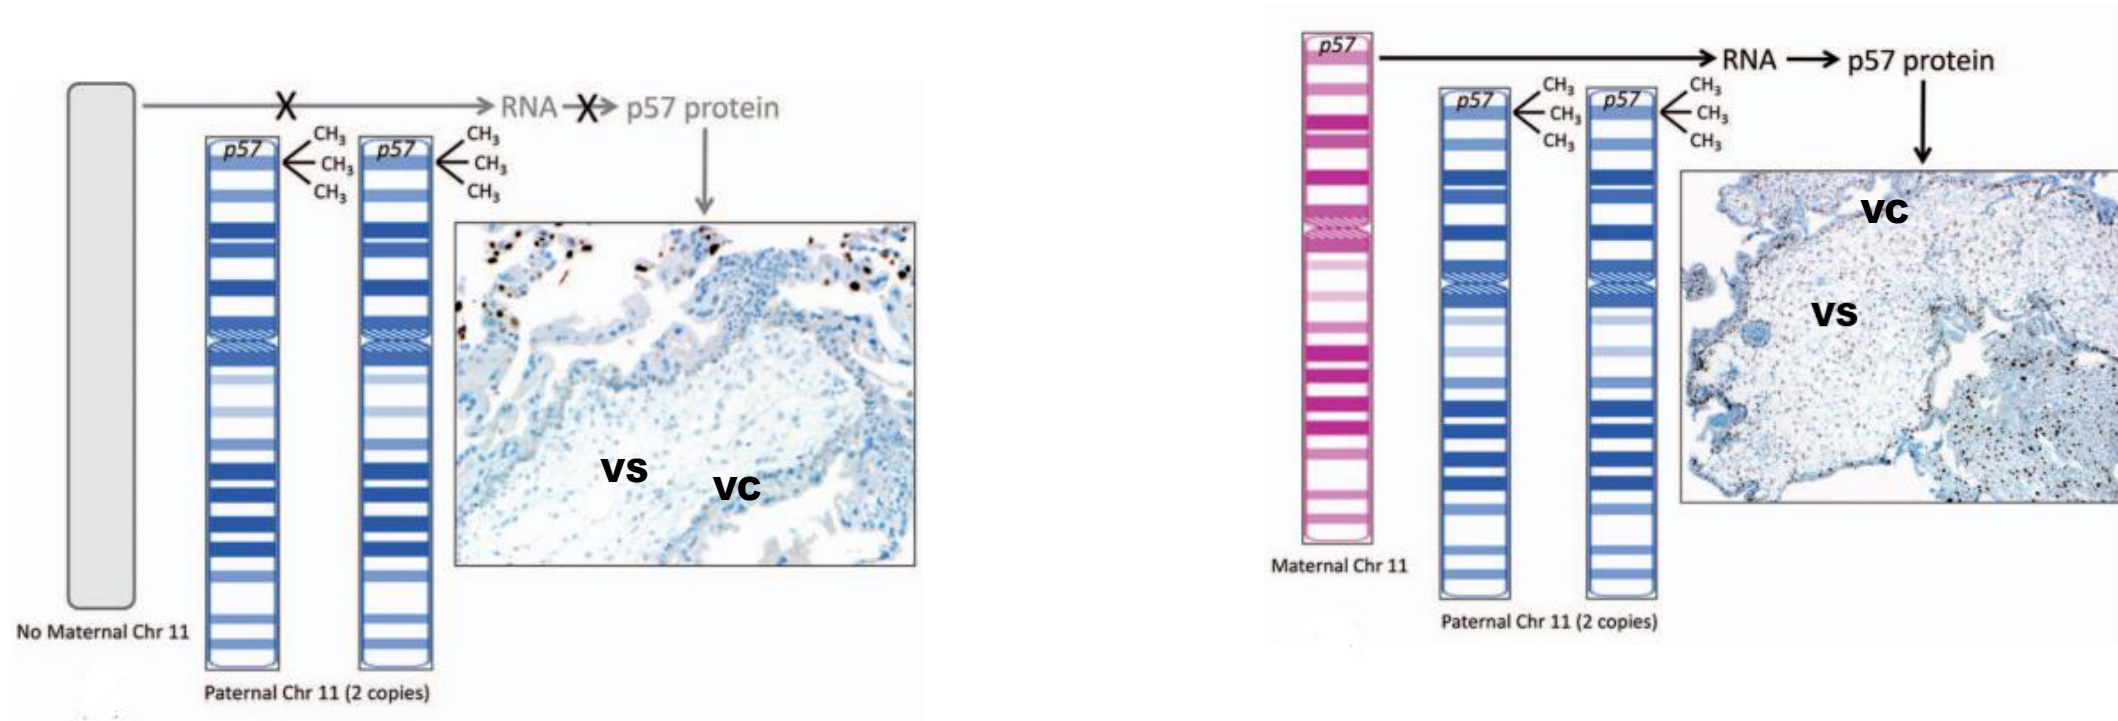 X
RNA X p57 protein
p57
CH3
CH3
CH3
p57
CH3
CH3
CH3
VS
VC
No Maternal Chr 11
Paternal Chr 11 (2 copies)
p57
RNA p57 protein
p57
CH3
CH3
CH3
p57
CH3
CH3
CH3
VC
VS
Maternal Chr 11
Paternal Chr 11 (2 copies)